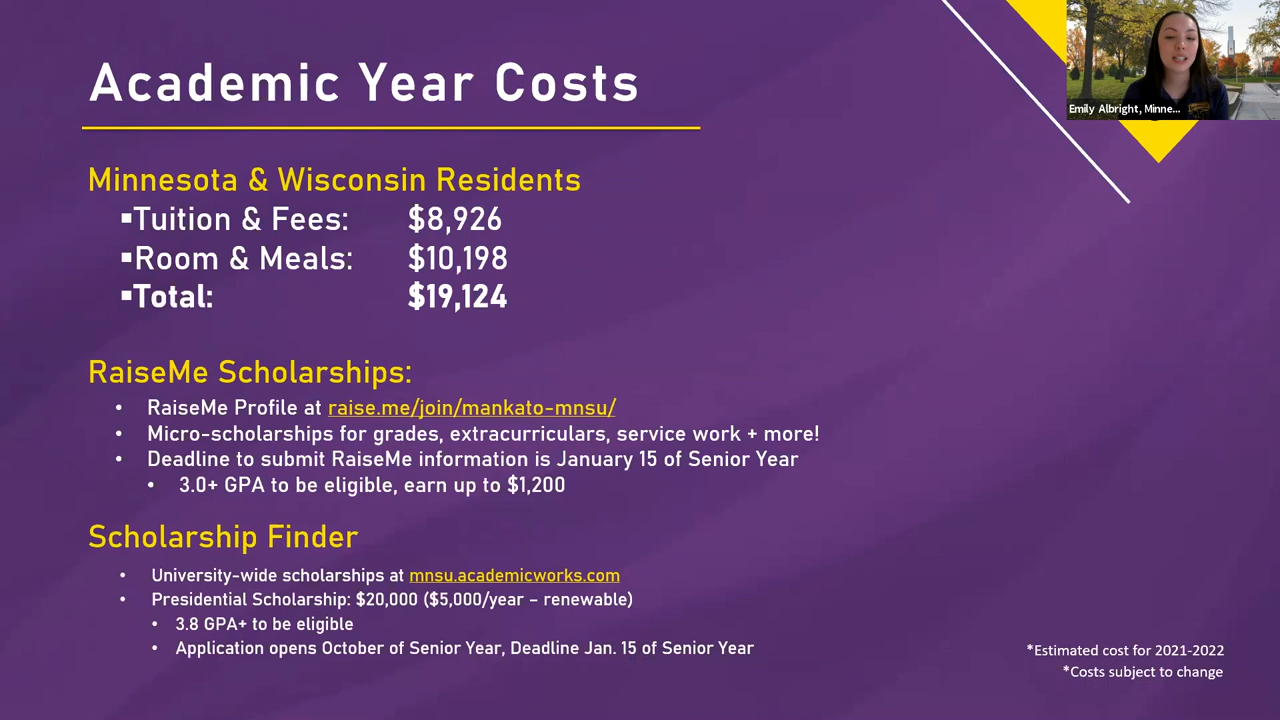 Academic Year Costs
Emily Albright, Minne...
Minnesota & Wisconsin Residents
▪Tuition & Fees: $8,926
▪Room & Meals: $10,198
▪Total: $19,124
RaiseMe Scholarships:
• RaiseMe Profile at raise.me/join/mankato-mnsu/
• Micro-scholarships for grades, extracurriculars, service work + more!
• Deadline to submit RaiseMe information is January 15 of Senior Year
• 3.0+ GPA to be eligible, earn up to $1,200
Scholarship Finder
• University-wide scholarships at mnsu.academicworks.com
• Presidential Scholarship: $20,000 ($5,000/year – renewable)
• 3.8 GPA+ to be eligible
• Application opens October of Senior Year, Deadline Jan. 15 of Senior Year
*Estimated cost for 2021-2022
*Costs subject to change